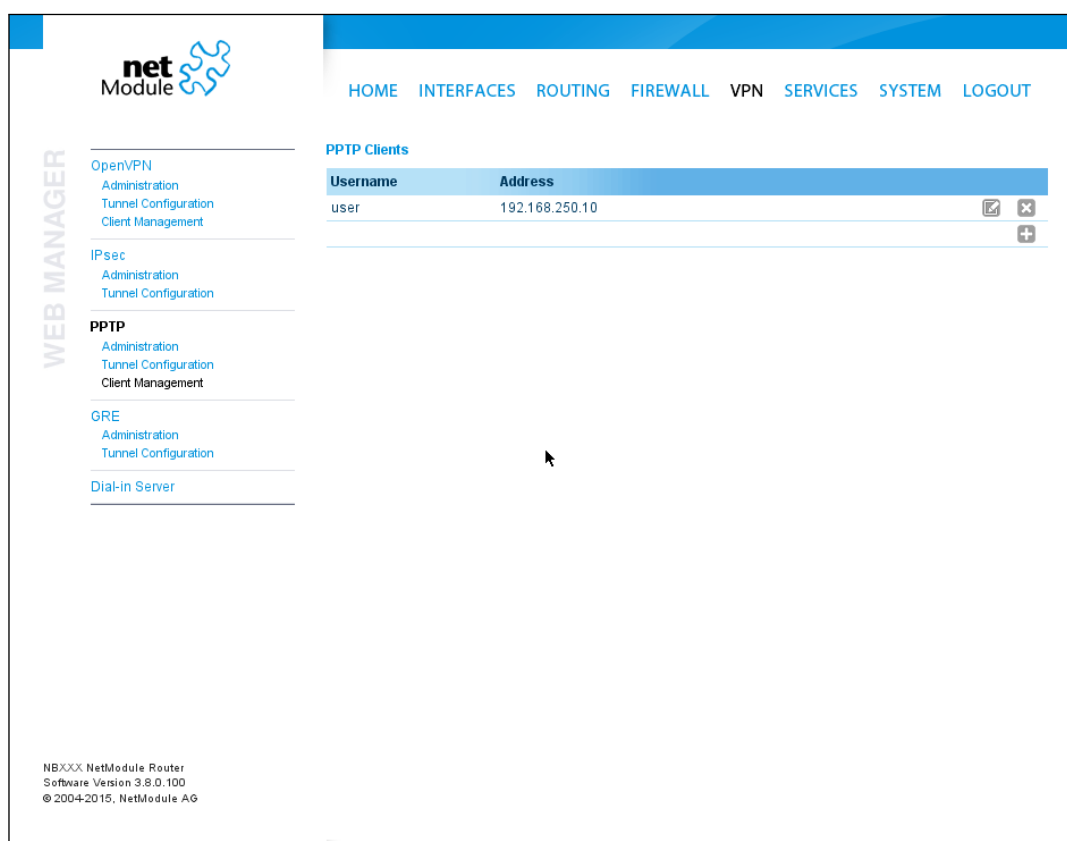 net
Module
HOME INTERFACES ROUTING FIREWALL VPN SERVICES SYSTEM LOGOUT
WEB MANAGER
OpenVPN
Administration
Tunnel Configuration
Client Management
IPsec
Administration
Tunnel Configuration
PPTP
Administration
Tunnel Configuration
Client Management
GRE
Administration
Tunnel Configuration
Dial-in Server
PPTP Clients
Username Address
user 192.168.250.10
NBXXX NetModule Router
Software Version 3.8.0.100
© 2004-2015, NetModule AG